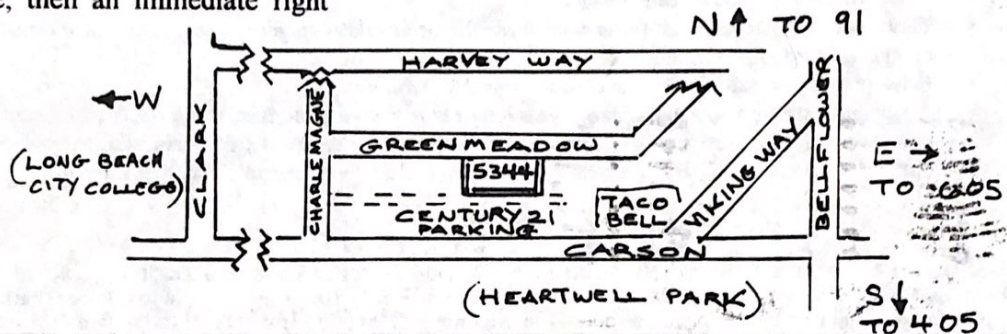 , then an immediate right
N↑ TO 91
HARVEY WAY
←W
CLARK
(LONG BEACH
CITY COLLEGE)
CHARLEMAGNE
GREENMEADOW
5344
CENTURY 21
PARKING
TACO
BELL
VIKING WAY
BELLFLOWER
E→
TO 605
CARSON
(HEARTWELL PARK)
S↓
TO 405